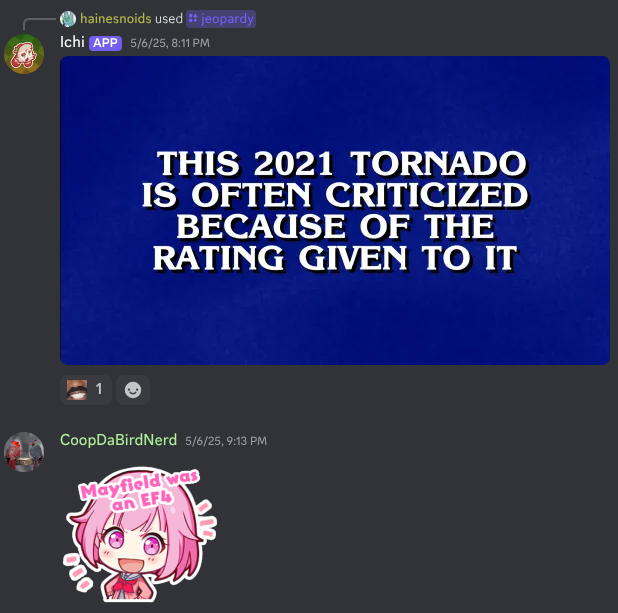 hainesnoids used jeopardy
Ichi APP 5/6/25, 8:11 PM
THIS 2021 TORNADO
IS OFTEN CRITICIZED
BECAUSE OF THE
RATING GIVEN TO IT
1
CoopDaBirdNerd 5/6/25, 9:13 PM
Mayfield was
an EF4